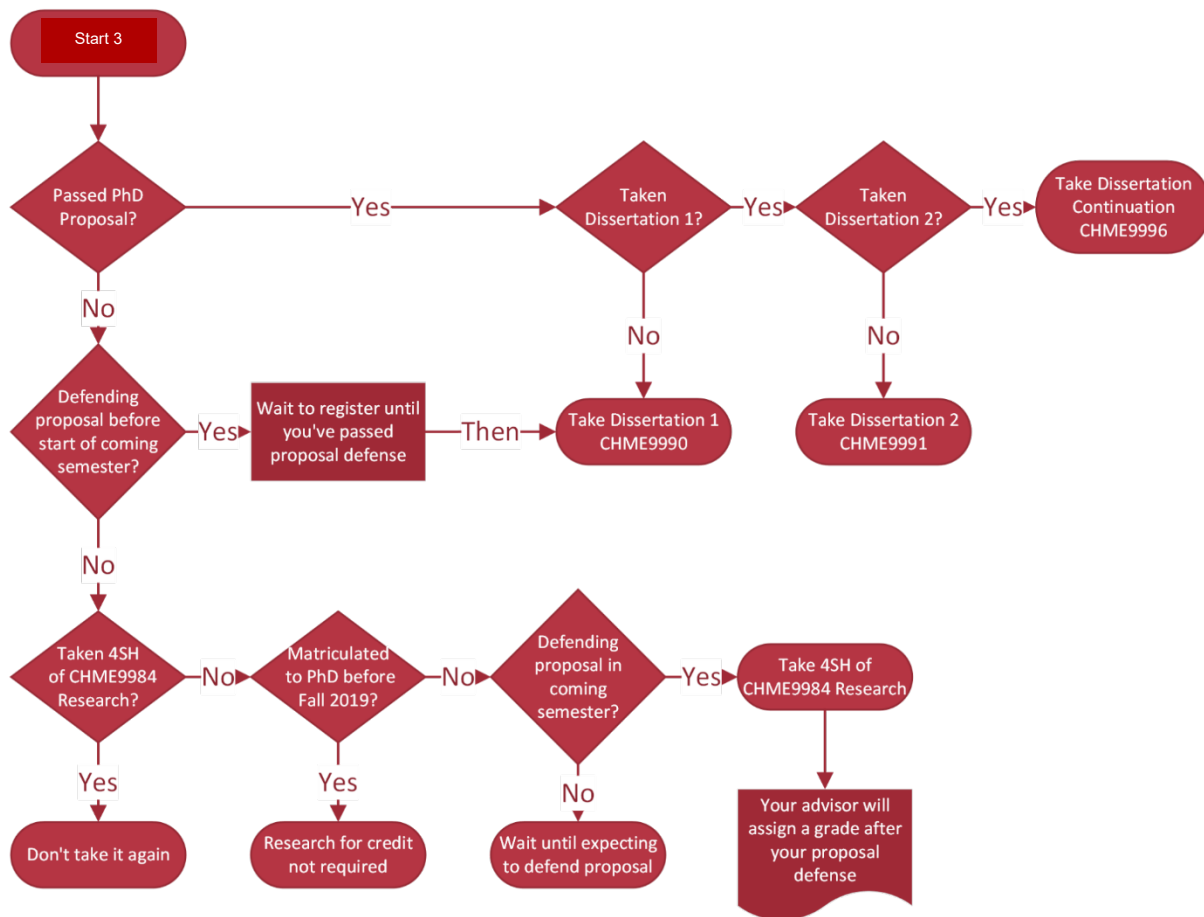 Start 3
Passed PhD
Proposal?
Yes
Taken
Dissertation 1?
Yes
Taken
Dissertation 2?
Yes
Take Dissertation
Continuation
CHME9996
No
No
No
Defending
proposal before
start of coming
semester?
Yes
Wait to register until
you've passed
proposal defense
Then
Take Dissertation 1
CHME9990
Take Dissertation 2
CHME9991
No
Taken 4SH
of CHME9984
Research?
No
Matriculated
to PhD before
Fall 2019?
No
Defending
proposal in
coming
semester?
Yes
Take 4SH of
CHME9984 Research
Yes
Yes
No
Don't take it again
Research for credit
not required
Wait until expecting
to defend proposal
Your advisor will
assign a grade after
your proposal
defense